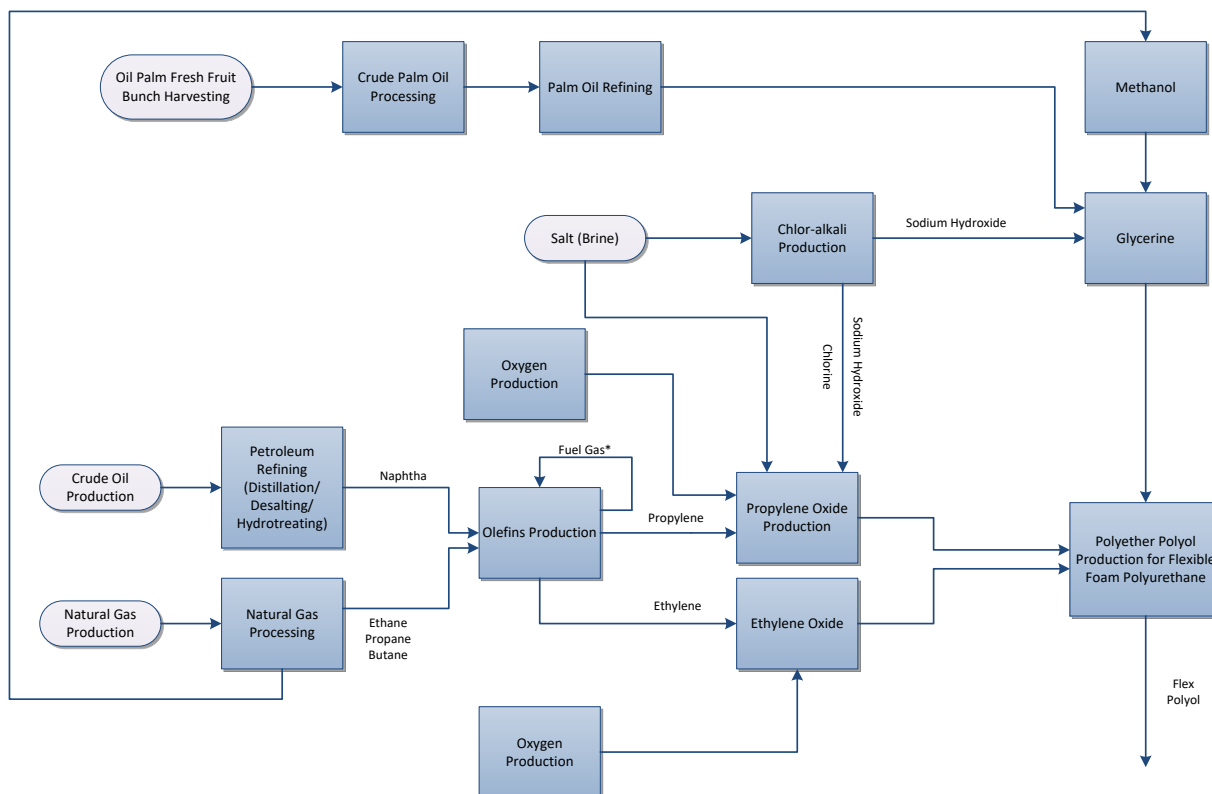 Oil Palm Fresh Fruit
Bunch Harvesting
Crude Palm Oil
Processing
Palm Oil Refining
Methanol
Salt (Brine)
Chlor-alkali
Production
Sodium Hydroxide
Glycerine
Sodium Hydroxide
Chlorine
Oxygen
Production
Crude Oil
Production
Petroleum
Refining
(Distillation/
Desalting/
Hydrotreating)
Naphtha
Fuel Gas*
Olefins Production
Propylene
Propylene Oxide
Production
Polyether Polyol
Production for Flexible
Foam Polyurethane
Natural Gas
Production
Natural Gas
Processing
Ethane
Propane
Butane
Ethylene
Ethylene Oxide
Flex
Polyol
Oxygen
Production